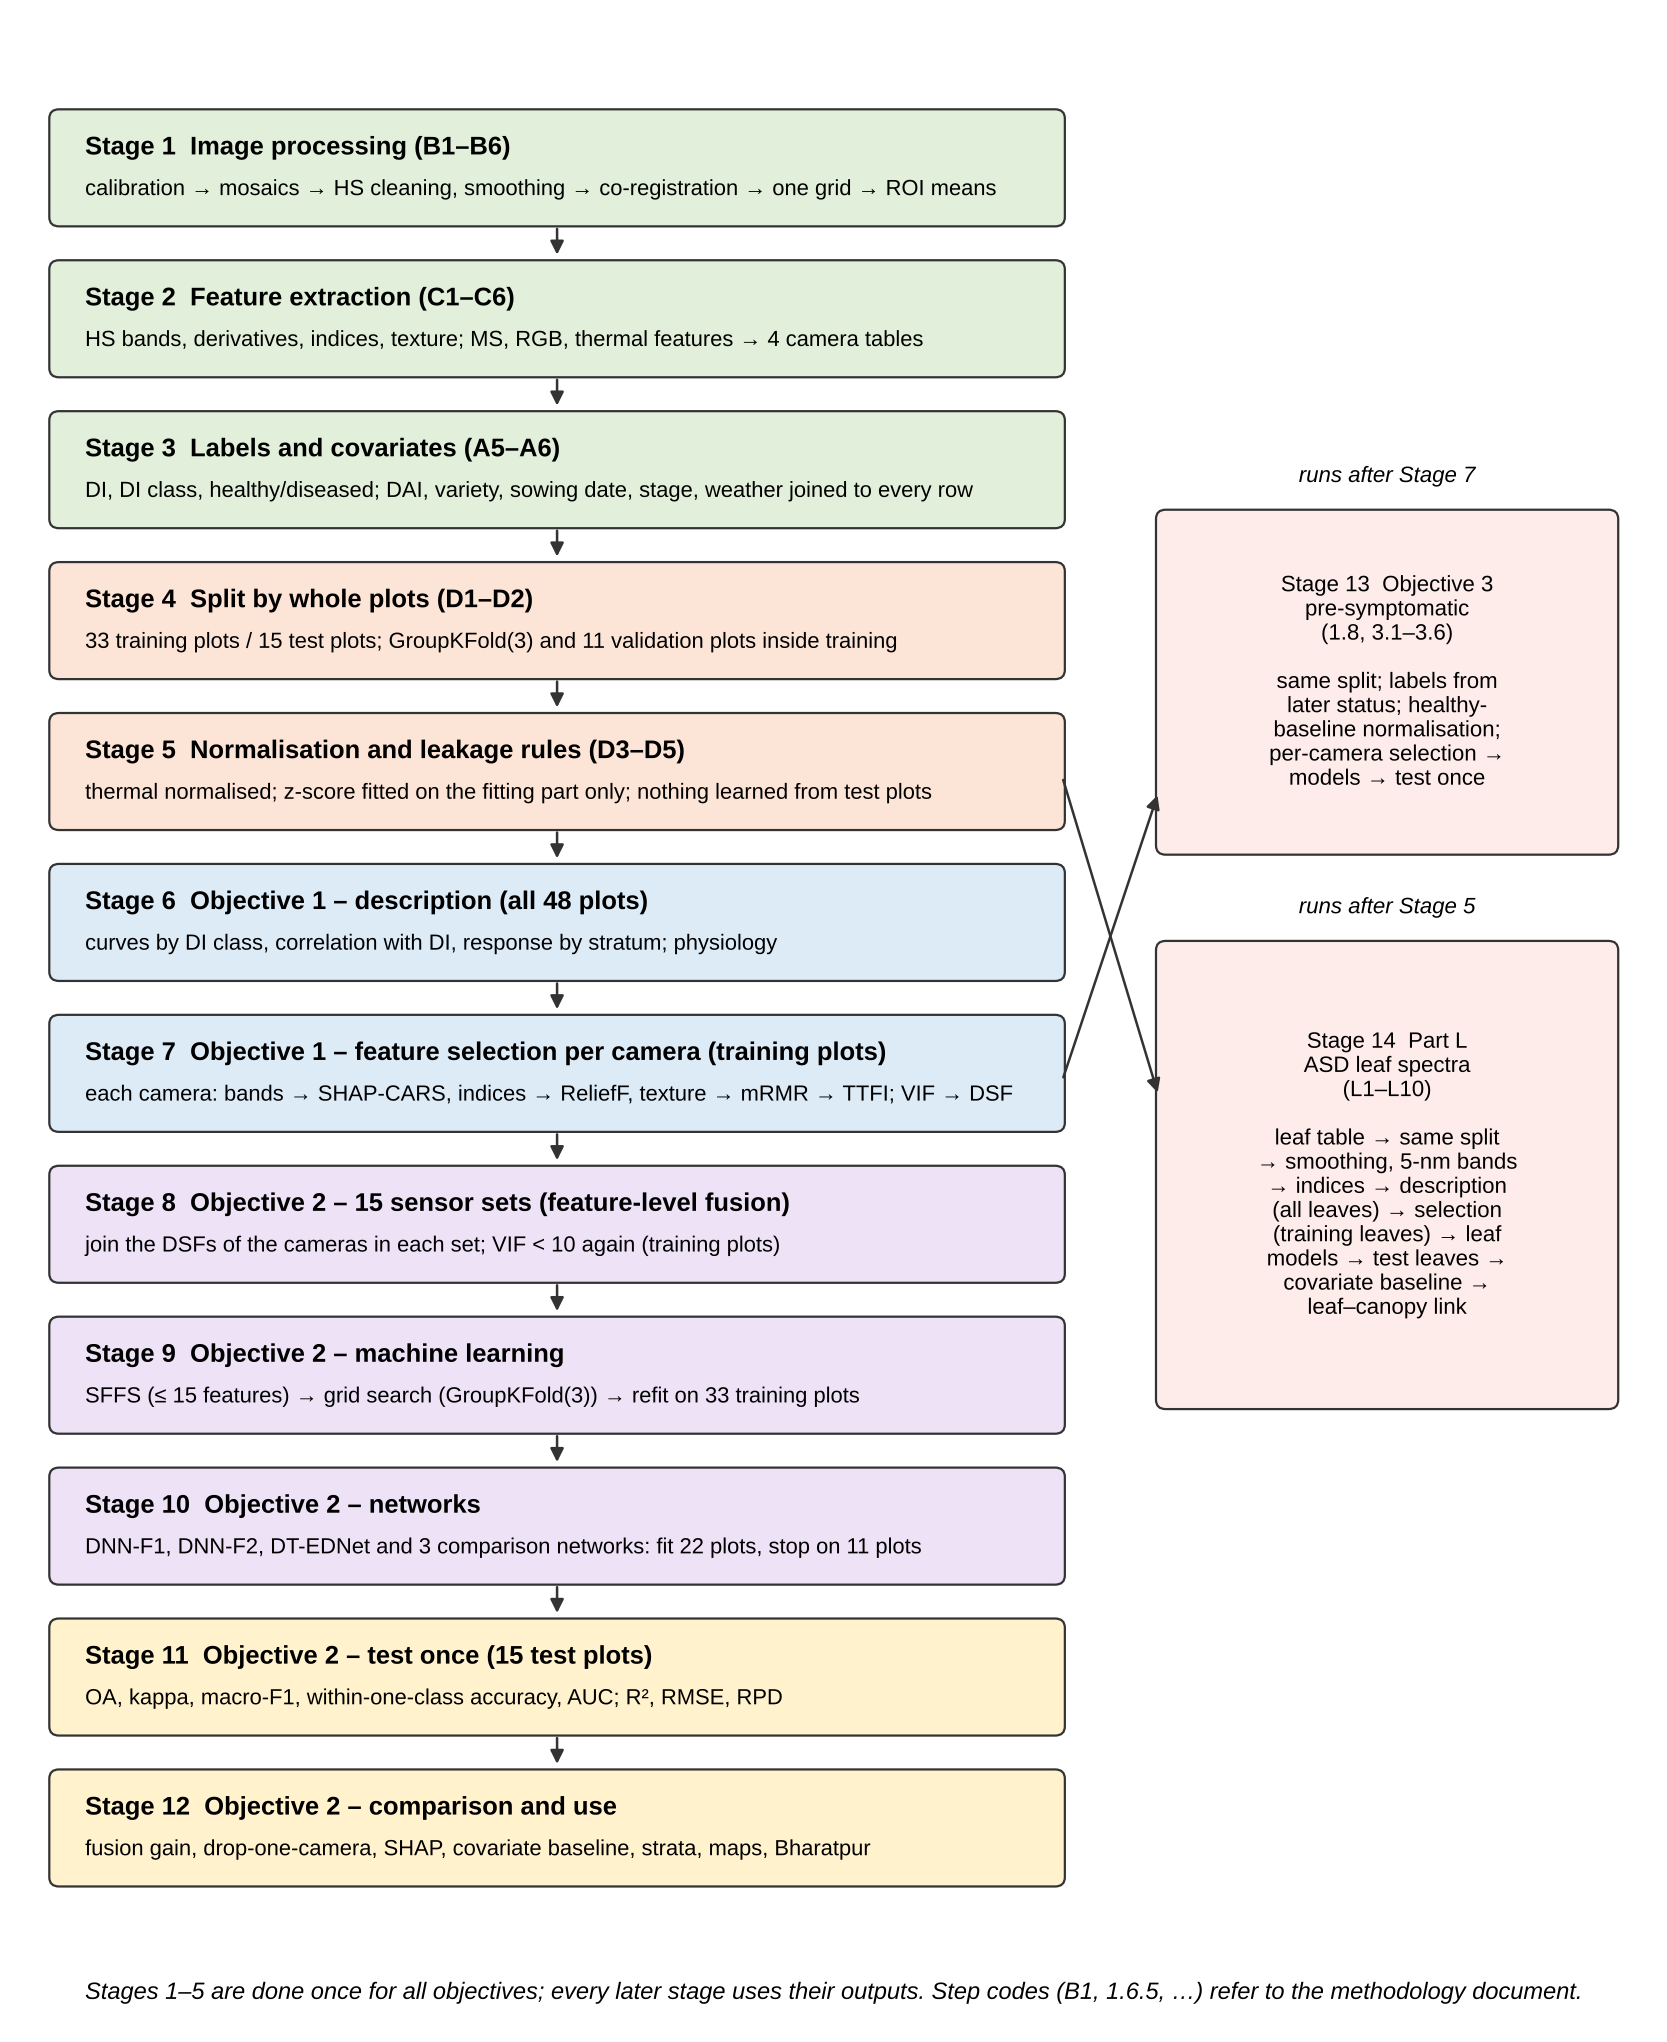 Stage 1  Image processing (B1–B6)
calibration → mosaics → HS cleaning, smoothing → co-registration → one grid → ROI means
Stage 2  Feature extraction (C1–C6)
HS bands, derivatives, indices, texture; MS, RGB, thermal features → 4 camera tables
Stage 3  Labels and covariates (A5–A6)
DI, DI class, healthy/diseased; DAI, variety, sowing date, stage, weather joined to every row
Stage 4  Split by whole plots (D1–D2)
33 training plots / 15 test plots; GroupKFold(3) and 11 validation plots inside training
Stage 5  Normalisation and leakage rules (D3–D5)
thermal normalised; z-score fitted on the fitting part only; nothing learned from test plots
Stage 6  Objective 1 – description (all 48 plots)
curves by DI class, correlation with DI, response by stratum; physiology
Stage 7  Objective 1 – feature selection per camera (training plots)
each camera: bands → SHAP-CARS, indices → ReliefF, texture → mRMR → TTFI; VIF → DSF
Stage 8  Objective 2 – 15 sensor sets (feature-level fusion)
join the DSFs of the cameras in each set; VIF < 10 again (training plots)
Stage 9  Objective 2 – machine learning
SFFS (≤ 15 features) → grid search (GroupKFold(3)) → refit on 33 training plots
Stage 10  Objective 2 – networks
DNN-F1, DNN-F2, DT-EDNet and 3 comparison networks: fit 22 plots, stop on 11 plots
Stage 11  Objective 2 – test once (15 test plots)
OA, kappa, macro-F1, within-one-class accuracy, AUC; R², RMSE, RPD
Stage 12  Objective 2 – comparison and use
fusion gain, drop-one-camera, SHAP, covariate baseline, strata, maps, Bharatpur
runs after Stage 7
Stage 13  Objective 3
pre-symptomatic
(1.8, 3.1–3.6)
same split; labels from
later status; healthy-
baseline normalisation;
per-camera selection →
models → test once
runs after Stage 5
Stage 14  Part L
ASD leaf spectra
(L1–L10)
leaf table → same split
→ smoothing, 5-nm bands
→ indices → description
(all leaves) → selection
(training leaves) → leaf
models → test leaves →
covariate baseline →
leaf–canopy link
Stages 1–5 are done once for all objectives; every later stage uses their outputs. Step codes (B1, 1.6.5, …) refer to the methodology document.